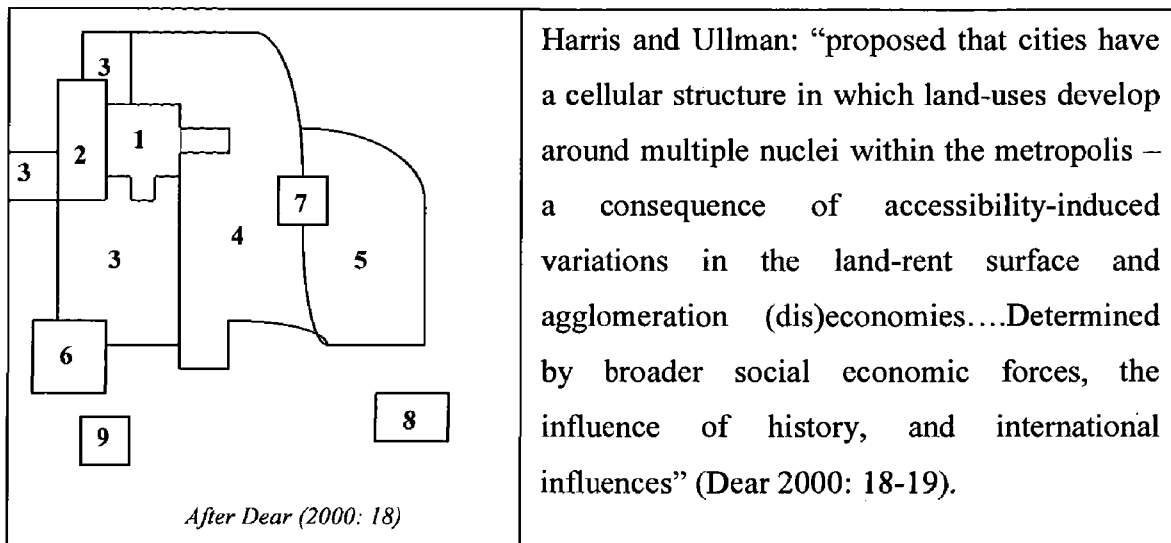 3
1
2
3
7
4
5
3
6
8
9
After Dear (2000: 18)
Harris and Ullman: “proposed that cities have
a cellular structure in which land-uses develop
around multiple nuclei within the metropolis –
a consequence of accessibility-induced
variations in the land-rent surface and
agglomeration (dis)economies….Determined
by broader social economic forces, the
influence of history, and international
influences” (Dear 2000: 18-19).